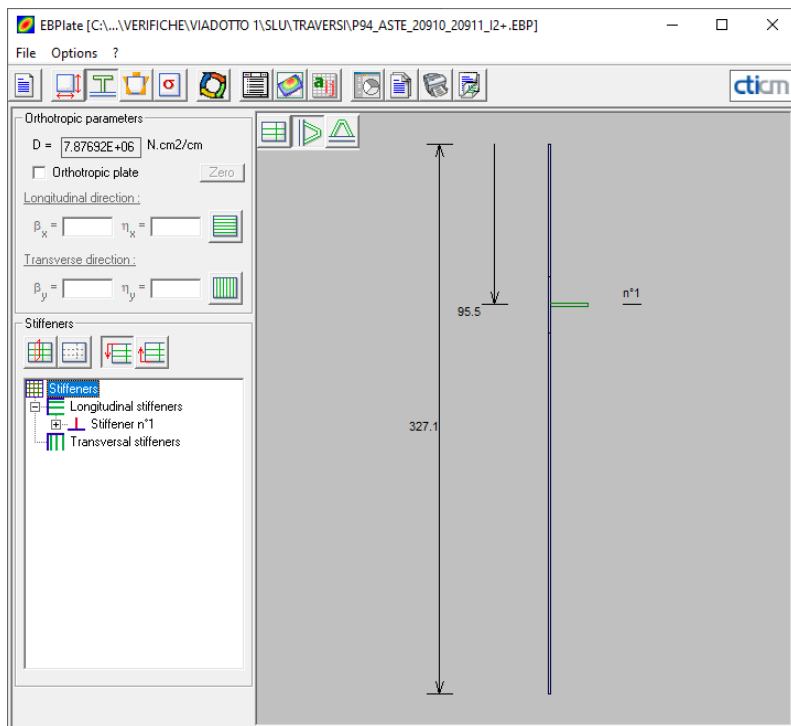 EBPlate [C:\...\VERIFICHE\VIADOTTO 1\SLU\TRAVERSI\P94_ASTE_20910_20911_I2+.EBP]
File Options ?
σ
cticm
Orthotropic parameters
D = 7.87692E+06 N.cm2/cm
Orthotropic plate Zero
Longitudinal direction :
βx = ηx =
Transverse direction :
βy = ηy =
Stiffeners
Stiffeners
Longitudinal stiffeners
Stiffener n°1
Transversal stiffeners
n°1
95.5
327.1